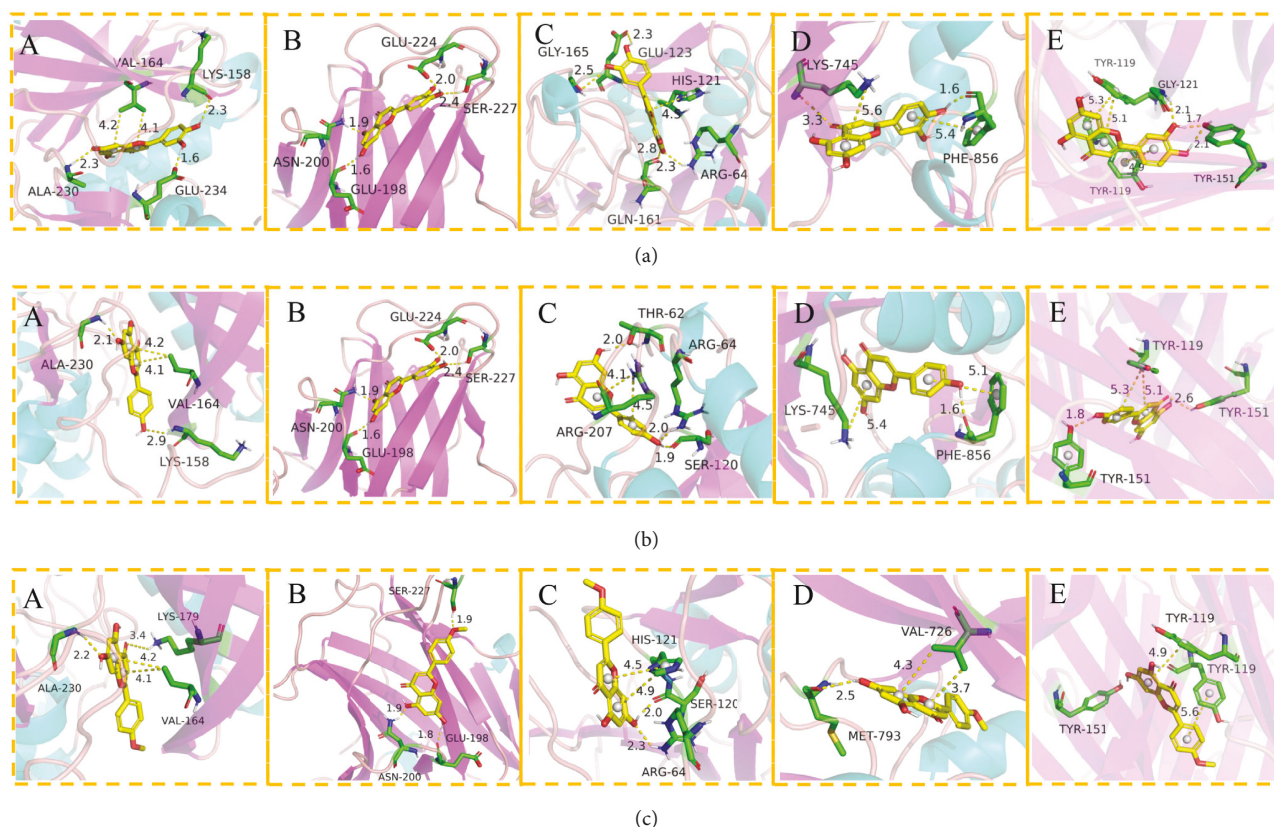 A
VAL-164
LYS-158
2.3
4.2
4.1
2.3
1.6
ALA-230
GLU-234
B
GLU-224
2.0
2.4
SER-227
1.9
ASN-200
1.6
GLU-198
C
2.3
GLY-165
GLU-123
2.5
HIS-121
4.5
2.8
2.3
ARG-64
GLN-161
D
LYS-745
1.6
5.6
3.3
5.4
PHE-856
E
TYR-119
GLY-121
5.3
2.1
5.1
1.7
2.1
4.9
TYR-119
TYR-151
(a)
A
4.2
2.1
4.1
ALA-230
VAL-164
2.9
LYS-158
B
GLU-224
2.0
2.4
SER-227
1.9
ASN-200
1.6
GLU-198
C
THR-62
2.0
ARG-64
4.1
4.5
ARG-207
2.0
1.9
SER-120
D
5.1
LYS-745
1.6
5.4
PHE-856
E
TYR-119
5.3
5.1
2.6
1.8
TYR-151
TYR-151
(b)
A
LYS-179
3.4
2.2
4.2
4.1
ALA-230
VAL-164
B
SER-227
1.9
1.9
1.8
GLU-198
ASN-200
C
HIS-121
4.5
4.9
SER-120
2.0
2.3
ARG-64
D
VAL-726
4.3
2.5
3.7
MET-793
E
TYR-119
4.9
TYR-119
TYR-151
5.6
(c)